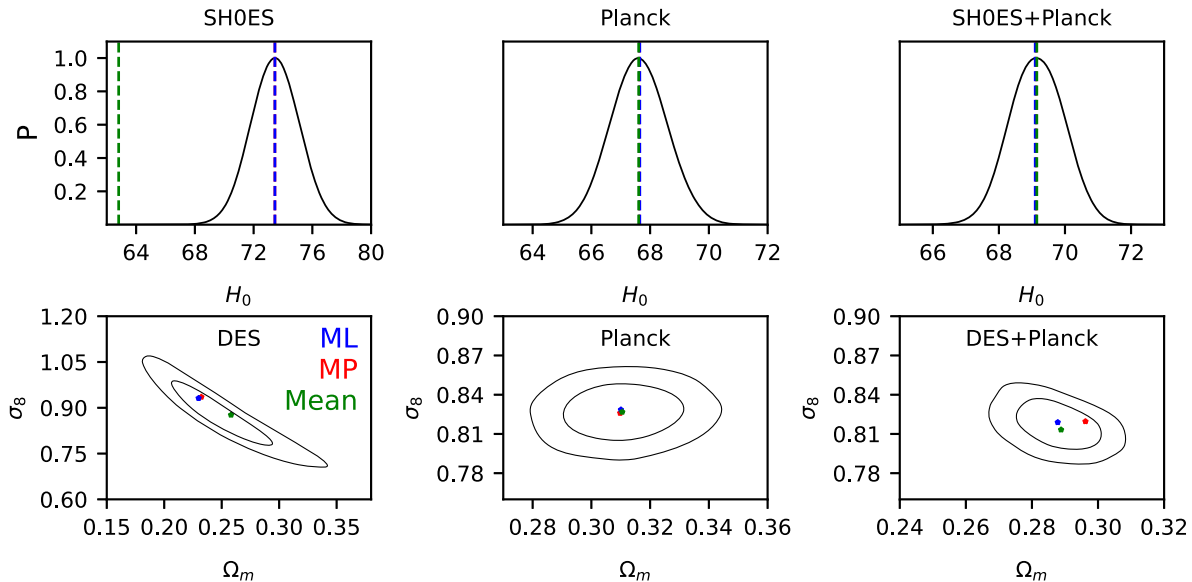 SH0ES Planck SH0ES+Planck
P
1.0
0.8
0.6
0.4
0.2
64 68 72 76 80
64 66 68 70 72
66 68 70 72
H₀ H₀ H₀
DES
ML
MP
Mean
σ₈
1.20
1.05
0.90
0.75
0.60
0.15 0.20 0.25 0.30 0.35
Ωₘ
Planck
σ₈
0.90
0.87
0.84
0.81
0.78
0.28 0.30 0.32 0.34 0.36
Ωₘ
DES+Planck
σ₈
0.90
0.87
0.84
0.81
0.78
0.24 0.26 0.28 0.30 0.32
Ωₘ